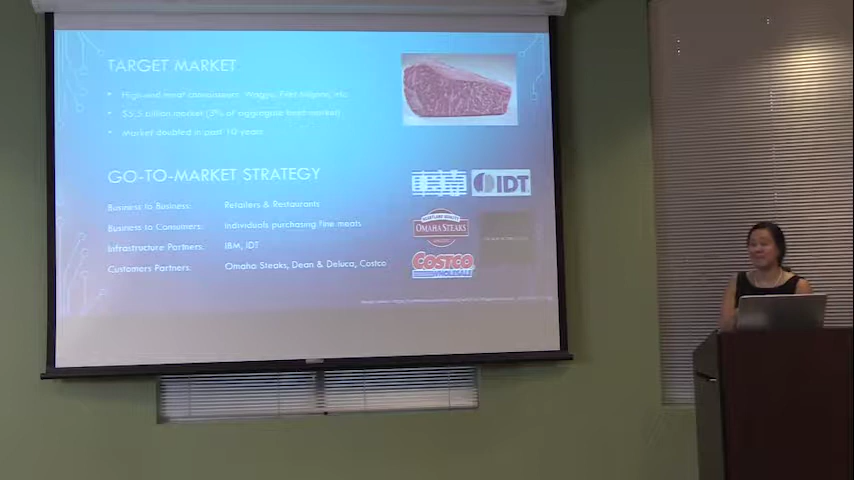 TARGET MARKET
• High-end meat connoisseurs: Wagyu, Filet Mignon, etc.
• $5.5 billion market (3% of aggregate beef market)
• Market doubled in past 10 years
GO-TO-MARKET STRATEGY
Business to Business: Retailers & Restaurants
Business to Consumers: Individuals purchasing fine meats
Infrastructure Partners: IBM, IDT
Customers Partners: Omaha Steaks, Dean & Deluca, Costco
IBM
IDT
OMAHA STEAKS
COSTCO
WHOLESALE